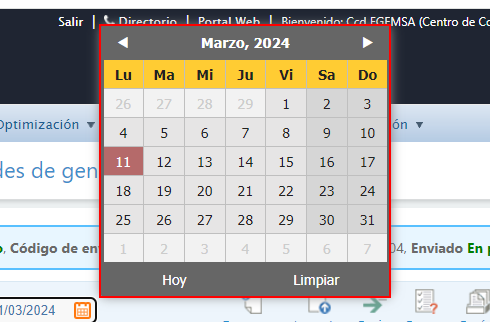 Salir | Directorio | Portal Web | Bienvenido: Ccd EGEMSA (Centro de Co
Marzo, 2024
Lu Ma Mi Ju Vi Sa Do
26 27 28 29 1 2 3
4 5 6 7 8 9 10
Optimización ón
11 12 13 14 15 16 17
des de gen
18 19 20 21 22 23 24
25 26 27 28 29 30 31
o, Código de en 04, Enviado En p
1 2 3 4 5 6 7
Hoy Limpiar
1/03/2024